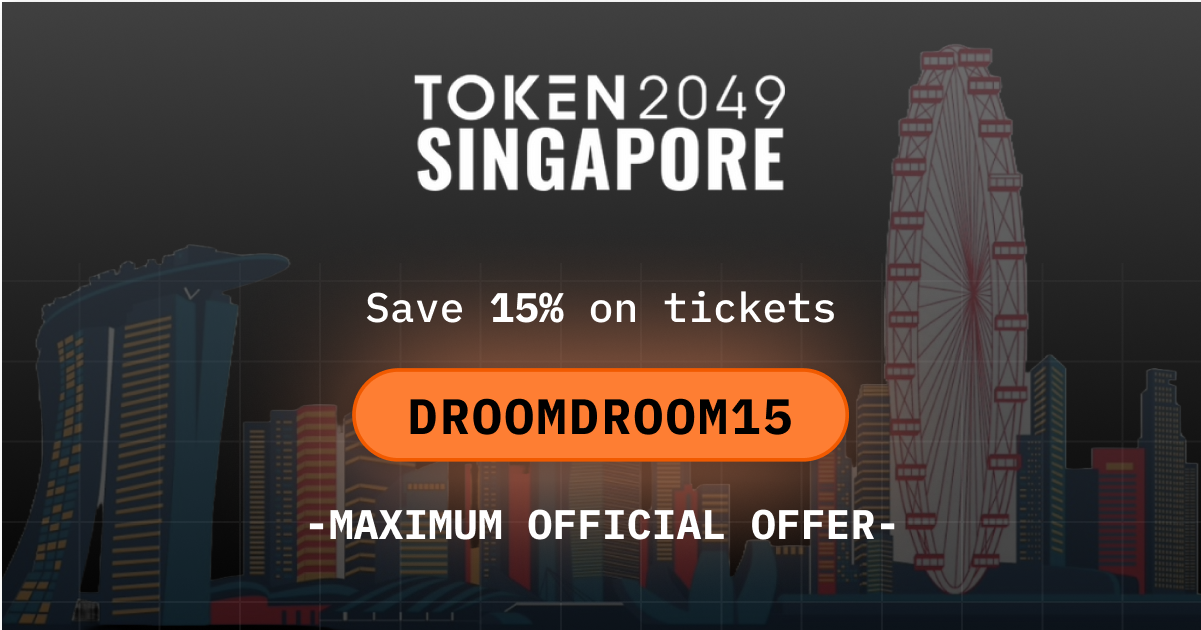 TOKEN2049
SINGAPORE
Save 15% on tickets
DROOMDROOM15
-MAXIMUM OFFICIAL OFFER-